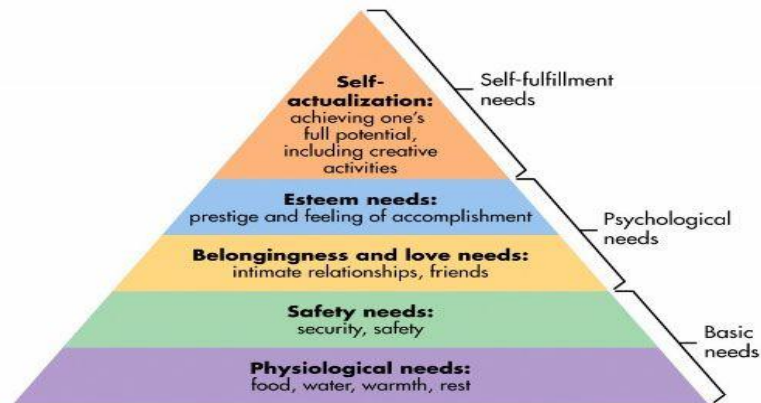 Self-
actualization:
achieving one's
full potential,
including creative
activities
Self-fulfillment
needs
Esteem needs:
prestige and feeling of accomplishment
Psychological
needs
Belongingness and love needs:
intimate relationships, friends
Safety needs:
security, safety
Basic
needs
Physiological needs:
food, water, warmth, rest